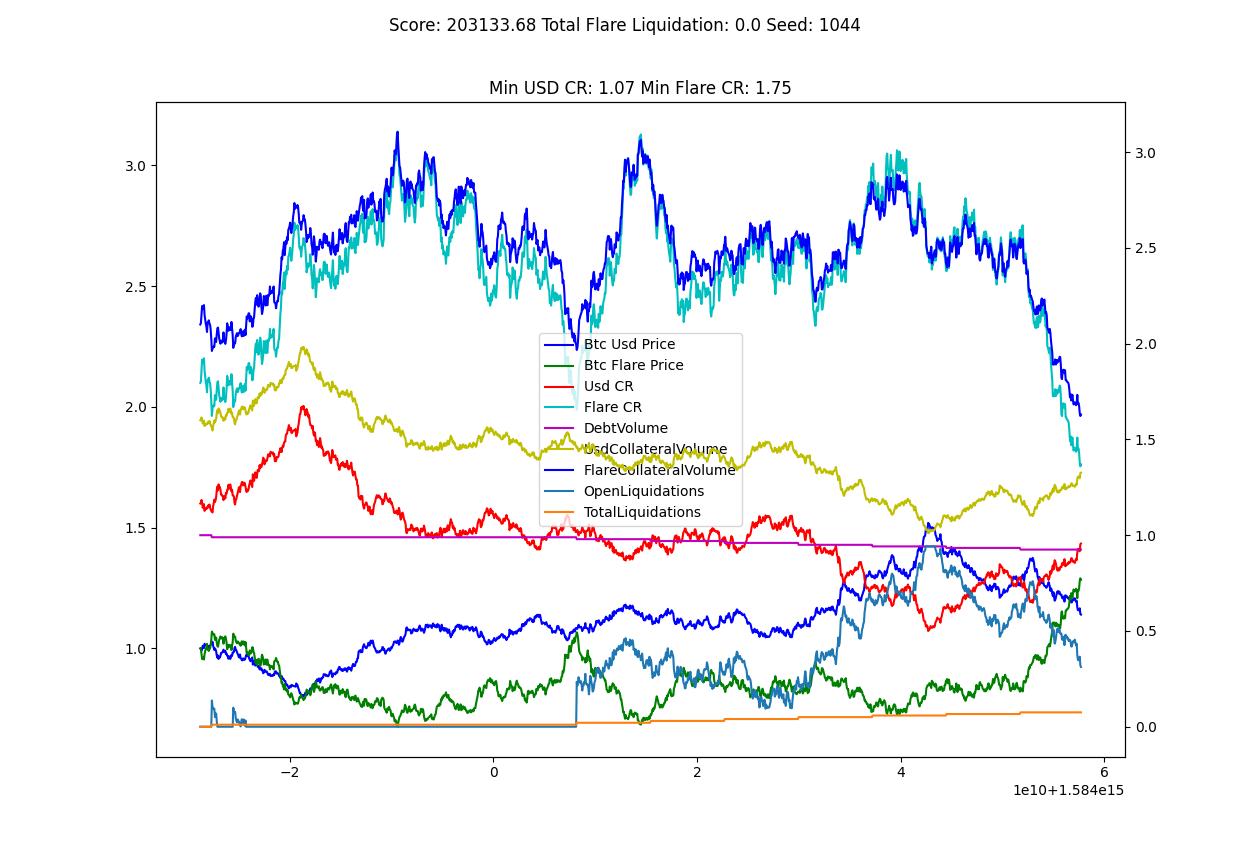 Score: 203133.68 Total Flare Liquidation: 0.0 Seed: 1044
Min USD CR: 1.07 Min Flare CR: 1.75
3.0
2.5
2.0
1.5
1.0
3.0
2.5
2.0
1.5
1.0
0.5
0.0
Btc Usd Price
Btc Flare Price
Usd CR
Flare CR
DebtVolume
UsdCollateralVolume
FlareCollateralVolume
OpenLiquidations
TotalLiquidations
−2 0 2 4 6
1e10+1.584e15